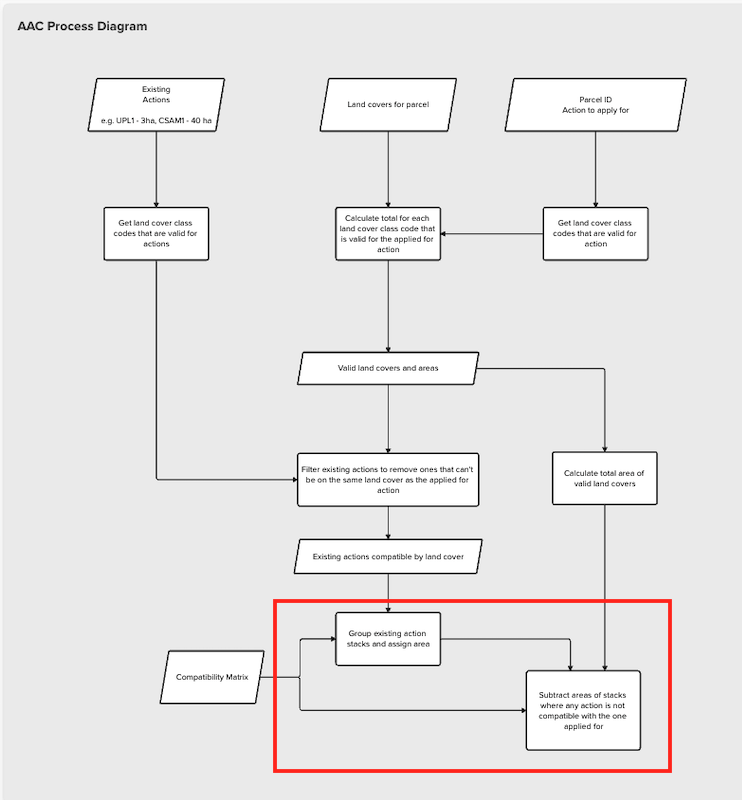 AAC Process Diagram
Existing
Actions
e.g. UPL1 - 3ha, CSAM1 - 40 ha
Land covers for parcel
Parcel ID
Action to apply for
Get land cover class
codes that are valid for
actions
Calculate total for each
land cover class code that
is valid for the applied for
action
Get land cover class
codes that are valid for
action
Valid land covers and areas
Filter existing actions to remove ones that can't
be on the same land cover as the applied for
action
Calculate total area of
valid land covers
Existing actions compatible by land cover
Group existing action
stacks and assign area
Compatibility Matrix
Subtract areas of stacks
where any action is not
compatible with the one
applied for